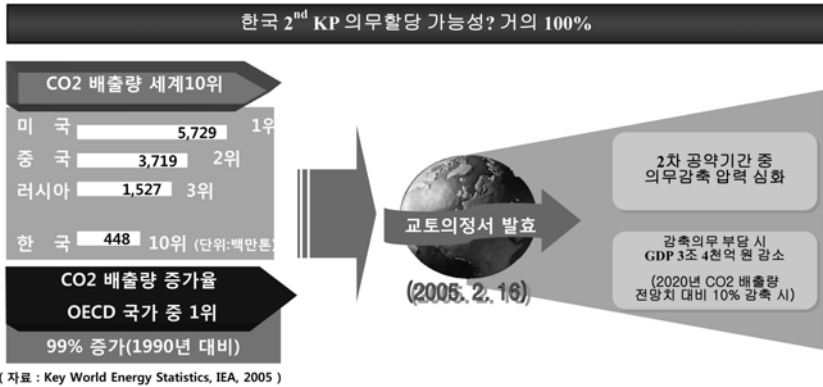 한국 2nd KP 의무할당 가능성? 거의 100%
CO2 배출량 세계10위
미 국 5,729 1위
중 국 3,719 2위
러시아 1,527 3위
한 국 448 10위 (단위:백만톤)
CO2 배출량 증가율
OECD 국가 중 1위
99% 증가(1990년 대비)
( 자료 : Key World Energy Statistics, IEA, 2005 )
교토의정서 발효
(2005. 2. 16)
2차 공약기간 중
의무감축 압력 심화
감축의무 부담 시
GDP 3조 4천억 원 감소
(2020년 CO2 배출량
전망치 대비 10% 감축 시)